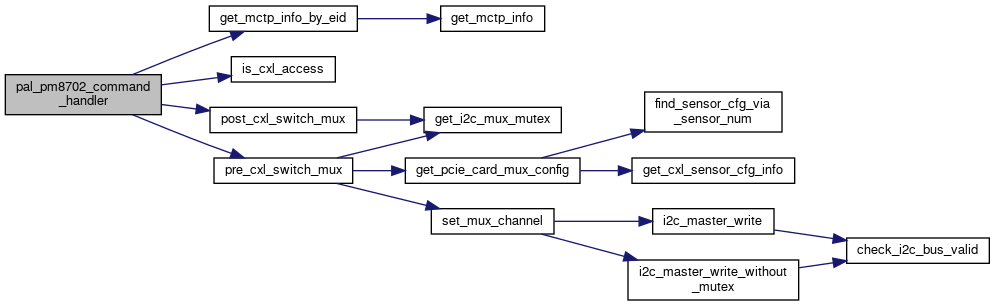 pal_pm8702_command
_handler
get_mctp_info_by_eid
get_mctp_info
is_cxl_access
post_cxl_switch_mux
get_i2c_mux_mutex
pre_cxl_switch_mux
get_pcie_card_mux_config
find_sensor_cfg_via
_sensor_num
get_cxl_sensor_cfg_info
set_mux_channel
i2c_master_write
i2c_master_write_without
_mutex
check_i2c_bus_valid